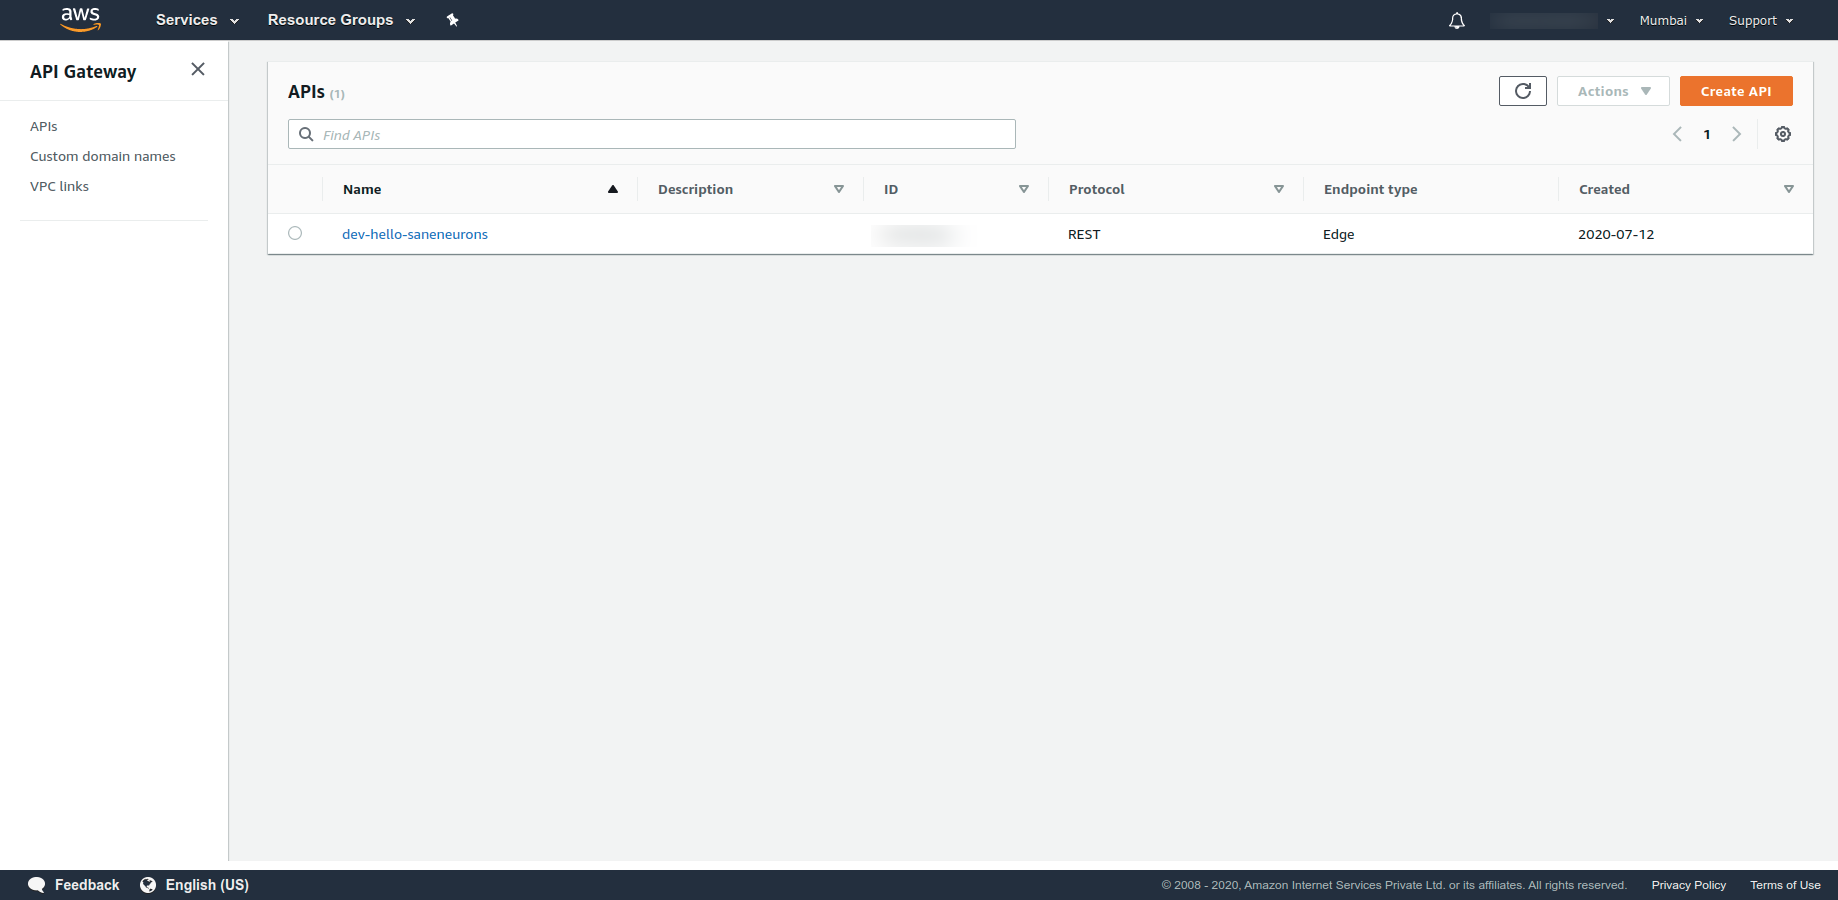 aws Services Resource Groups Mumbai Support
API Gateway
APIs
Custom domain names
VPC links
APIs (1)
Actions
Create API
Find APIs
1
Name Description ID Protocol Endpoint type Created
dev-hello-saneneurons REST Edge 2020-07-12
Feedback English (US) © 2008 - 2020, Amazon Internet Services Private Ltd. or its affiliates. All rights reserved. Privacy Policy Terms of Use